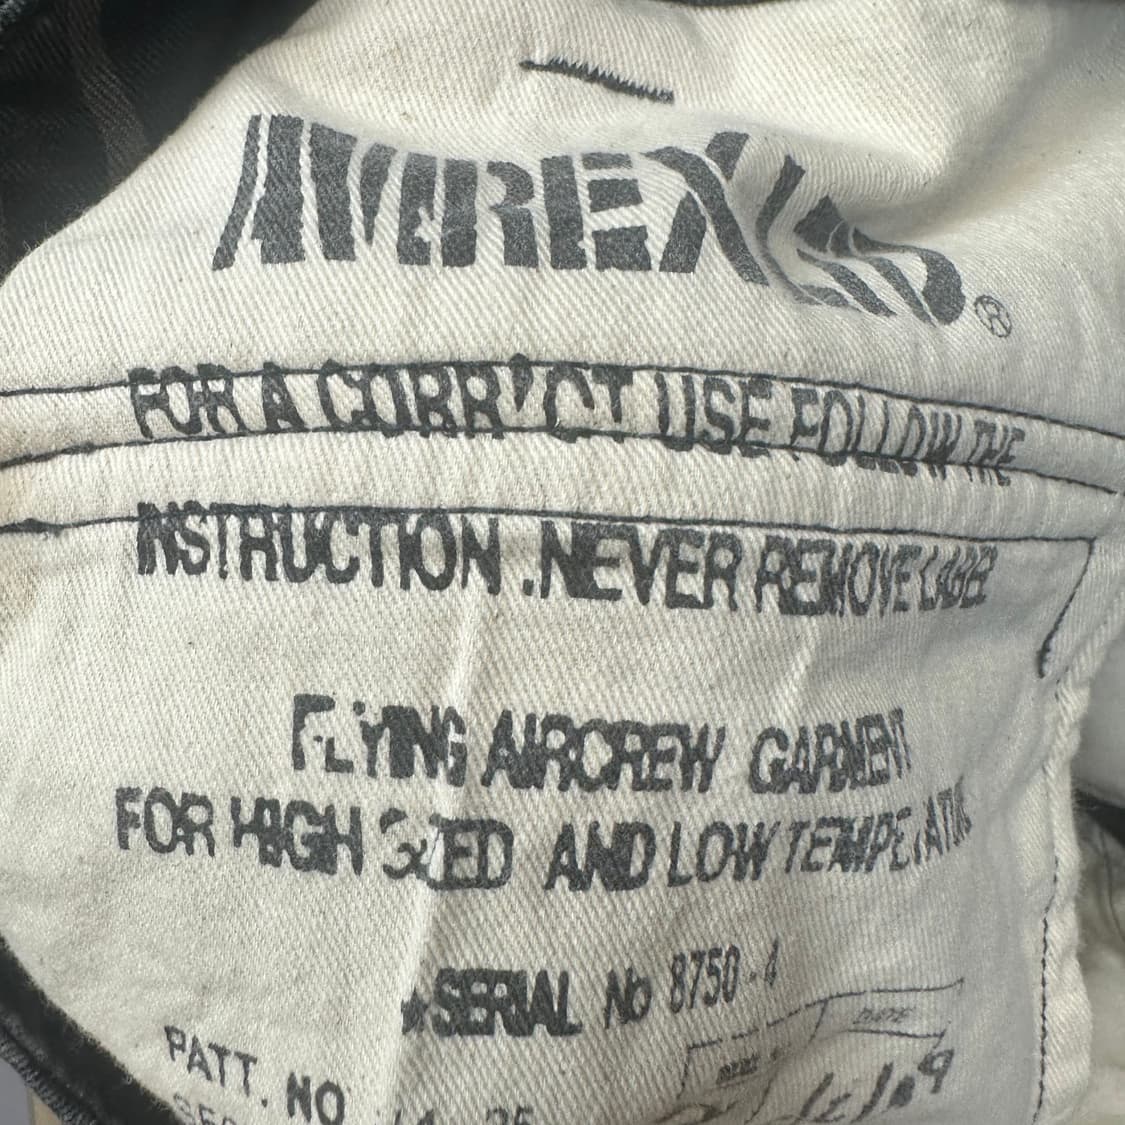 AVIREX LTD.®
FOR A CORRECT USE FOLLOW THE
INSTRUCTION .NEVER REMOVE LABEL
FLYING AIRCREW GARMENT
FOR HIGH SPEED AND LOW TEMPERATURE
★SERIAL No 8750-4
DATE
PATT. NO